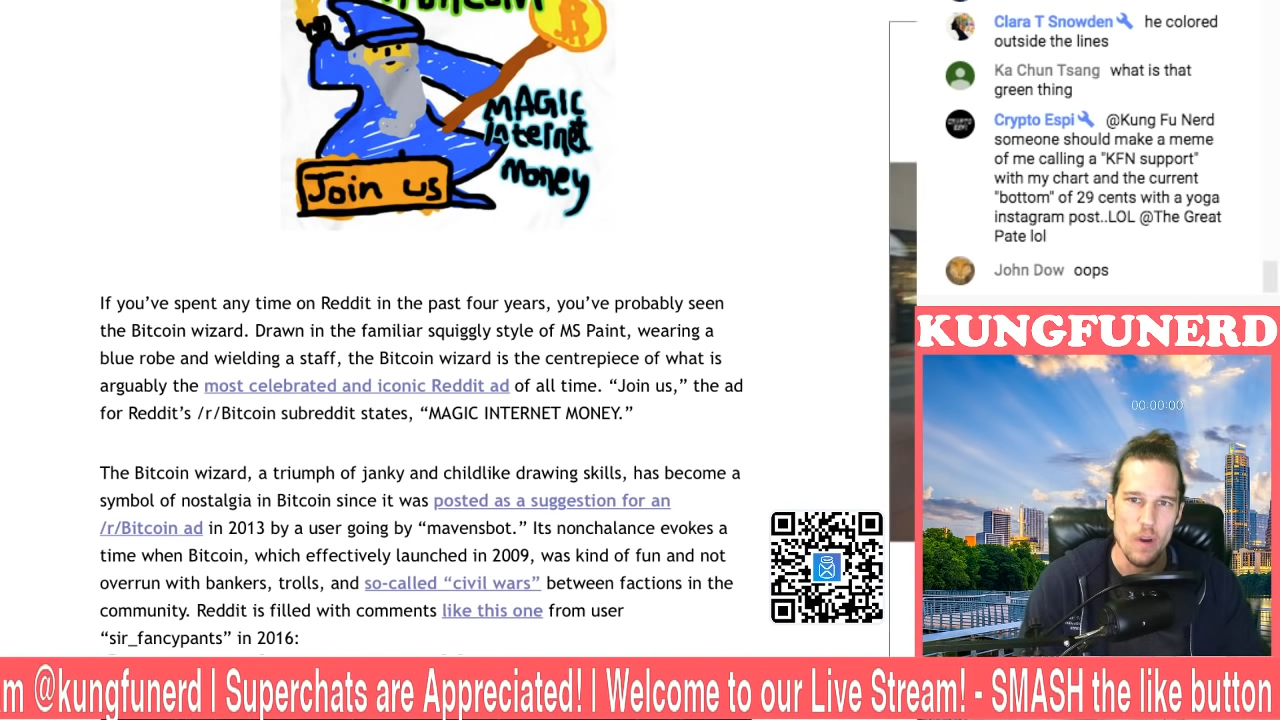 MAGIC
Internet
Money
Join us
If you’ve spent any time on Reddit in the past four years, you’ve probably seen
the Bitcoin wizard. Drawn in the familiar squiggly style of MS Paint, wearing a
blue robe and wielding a staff, the Bitcoin wizard is the centrepiece of what is
arguably the most celebrated and iconic Reddit ad of all time. “Join us,” the ad
for Reddit’s /r/Bitcoin subreddit states, “MAGIC INTERNET MONEY.”
The Bitcoin wizard, a triumph of janky and childlike drawing skills, has become a
symbol of nostalgia in Bitcoin since it was posted as a suggestion for an
/r/Bitcoin ad in 2013 by a user going by “mavensbot.” Its nonchalance evokes a
time when Bitcoin, which effectively launched in 2009, was kind of fun and not
overrun with bankers, trolls, and so-called “civil wars” between factions in the
community. Reddit is filled with comments like this one from user
“sir_fancypants” in 2016:
Clara T Snowden he colored
outside the lines
Ka Chun Tsang what is that
green thing
Crypto Espi @Kung Fu Nerd
someone should make a meme
of me calling a "KFN support"
with my chart and the current
"bottom" of 29 cents with a yoga
instagram post..LOL @The Great
Pate lol
John Dow oops
KUNGFUNERD
00:00:00
m @kungfunerd | Superchats are Appreciated! | Welcome to our Live Stream! - SMASH the like button